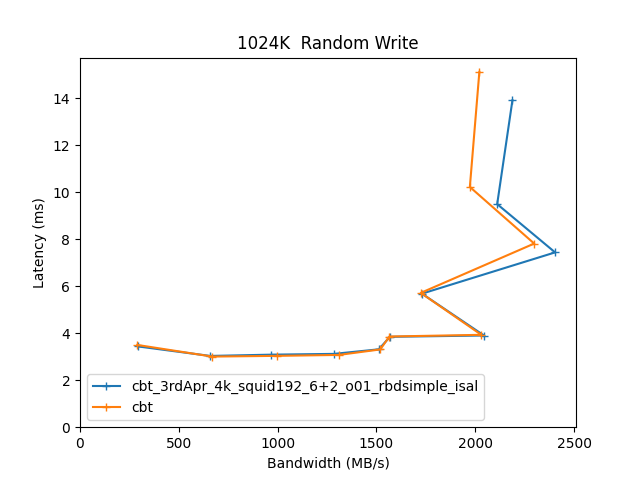 1024K  Random Write
Latency (ms)
14
12
10
8
6
4
2
0
cbt_3rdApr_4k_squid192_6+2_o01_rbdsimple_isal
cbt
0 500 1000 1500 2000 2500
Bandwidth (MB/s)